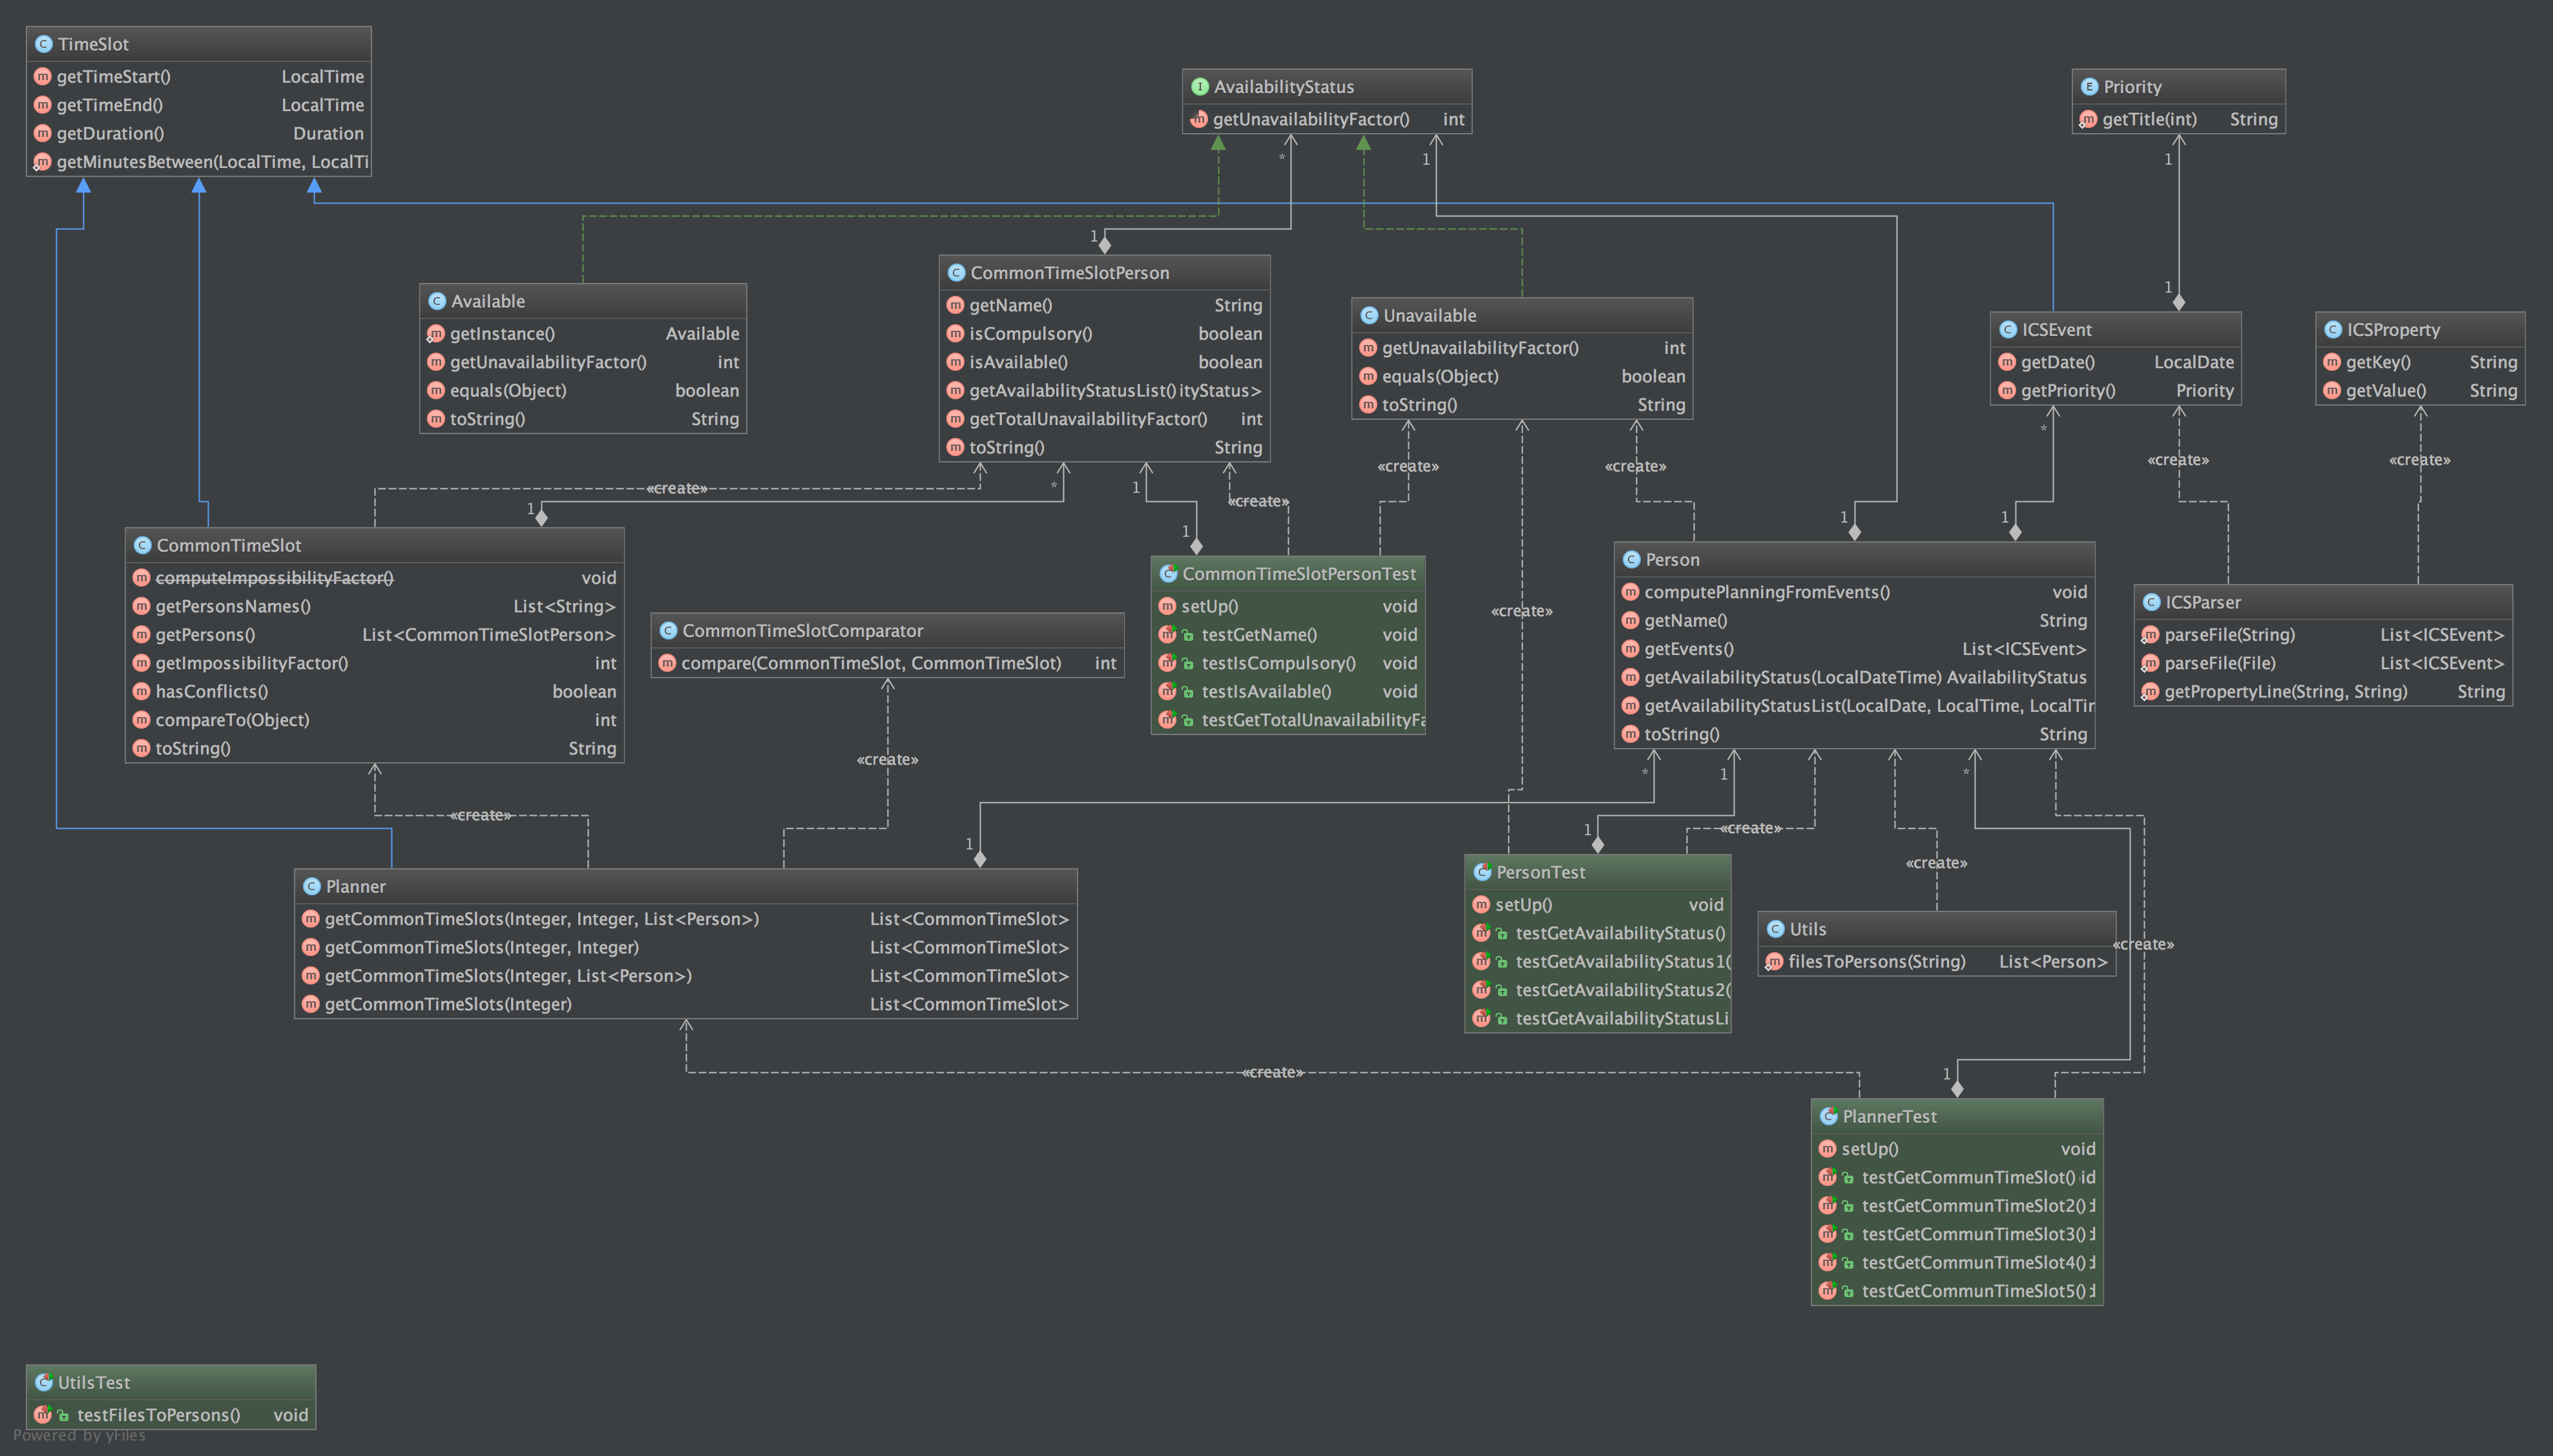 TimeSlot
getTimeStart() LocalTime
getTimeEnd() LocalTime
getDuration() Duration
getMinutesBetween(LocalTime, LocalTi
AvailabilityStatus
getUnavailabilityFactor() int
Priority
getTitle(int) String
* 1 1
1 1
Available
getInstance() Available
getUnavailabilityFactor() int
equals(Object) boolean
toString() String
CommonTimeSlotPerson
getName() String
isCompulsory() boolean
isAvailable() boolean
getAvailabilityStatusList() ityStatus>
getTotalUnavailabilityFactor() int
toString() String
Unavailable
getUnavailabilityFactor() int
equals(Object) boolean
toString() String
ICSEvent
getDate() LocalDate
getPriority() Priority
ICSProperty
getKey() String
getValue() String
*
«create» «create» «create» «create»
«create» * 1 «create»
1 1 1 1
CommonTimeSlot
computeImpossibilityFactor() void
getPersonsNames() List<String>
getPersons() List<CommonTimeSlotPerson>
getImpossibilityFactor() int
hasConflicts() boolean
compareTo(Object) int
toString() String
CommonTimeSlotComparator
compare(CommonTimeSlot, CommonTimeSlot) int
CommonTimeSlotPersonTest
setUp() void
testGetName() void
testIsCompulsory() void
testIsAvailable() void
testGetTotalUnavailabilityFa
«create»
Person
computePlanningFromEvents() void
getName() String
getEvents() List<ICSEvent>
getAvailabilityStatus(LocalDateTime) AvailabilityStatus
getAvailabilityStatusList(LocalDate, LocalTime, LocalTir
toString() String
ICSParser
parseFile(String) List<ICSEvent>
parseFile(File) List<ICSEvent>
getPropertyLine(String, String) String
«create» * 1 *
«create» 1 «create»
1 «create»
Planner
getCommonTimeSlots(Integer, Integer, List<Person>) List<CommonTimeSlot>
getCommonTimeSlots(Integer, Integer) List<CommonTimeSlot>
getCommonTimeSlots(Integer, List<Person>) List<CommonTimeSlot>
getCommonTimeSlots(Integer) List<CommonTimeSlot>
PersonTest
setUp() void
testGetAvailabilityStatus()
testGetAvailabilityStatus1(
testGetAvailabilityStatus2(
testGetAvailabilityStatusLi
Utils
filesToPersons(String) List<Person>
«create»
«create» 1
PlannerTest
setUp() void
testGetCommunTimeSlot() id
testGetCommunTimeSlot2()
testGetCommunTimeSlot3()
testGetCommunTimeSlot4()
testGetCommunTimeSlot5()
UtilsTest
testFilesToPersons() void
Powered by yFiles